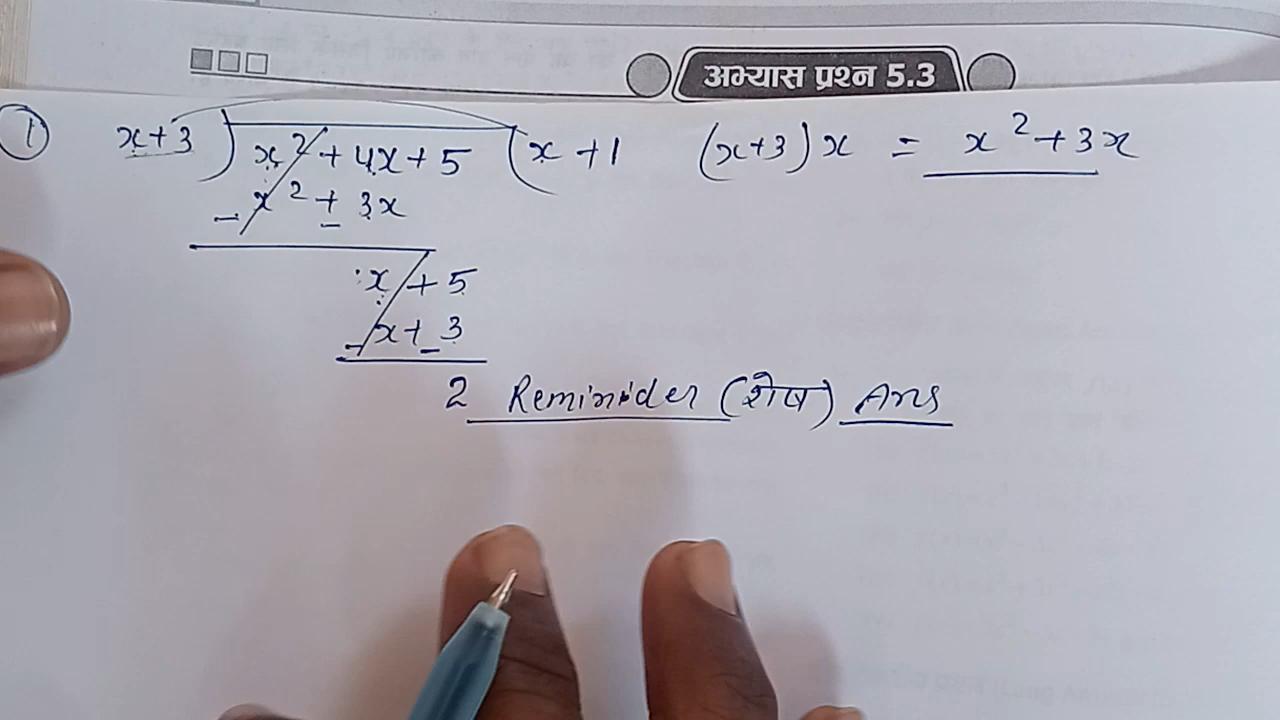 अभ्यास प्रश्न 5.3
① x+3 ) x² + 4x + 5 ( x + 1 (x+3) x = x² + 3x
- x² + 3x
-
x + 5
- x + 3
-
2 Reminider (शेष) Ans